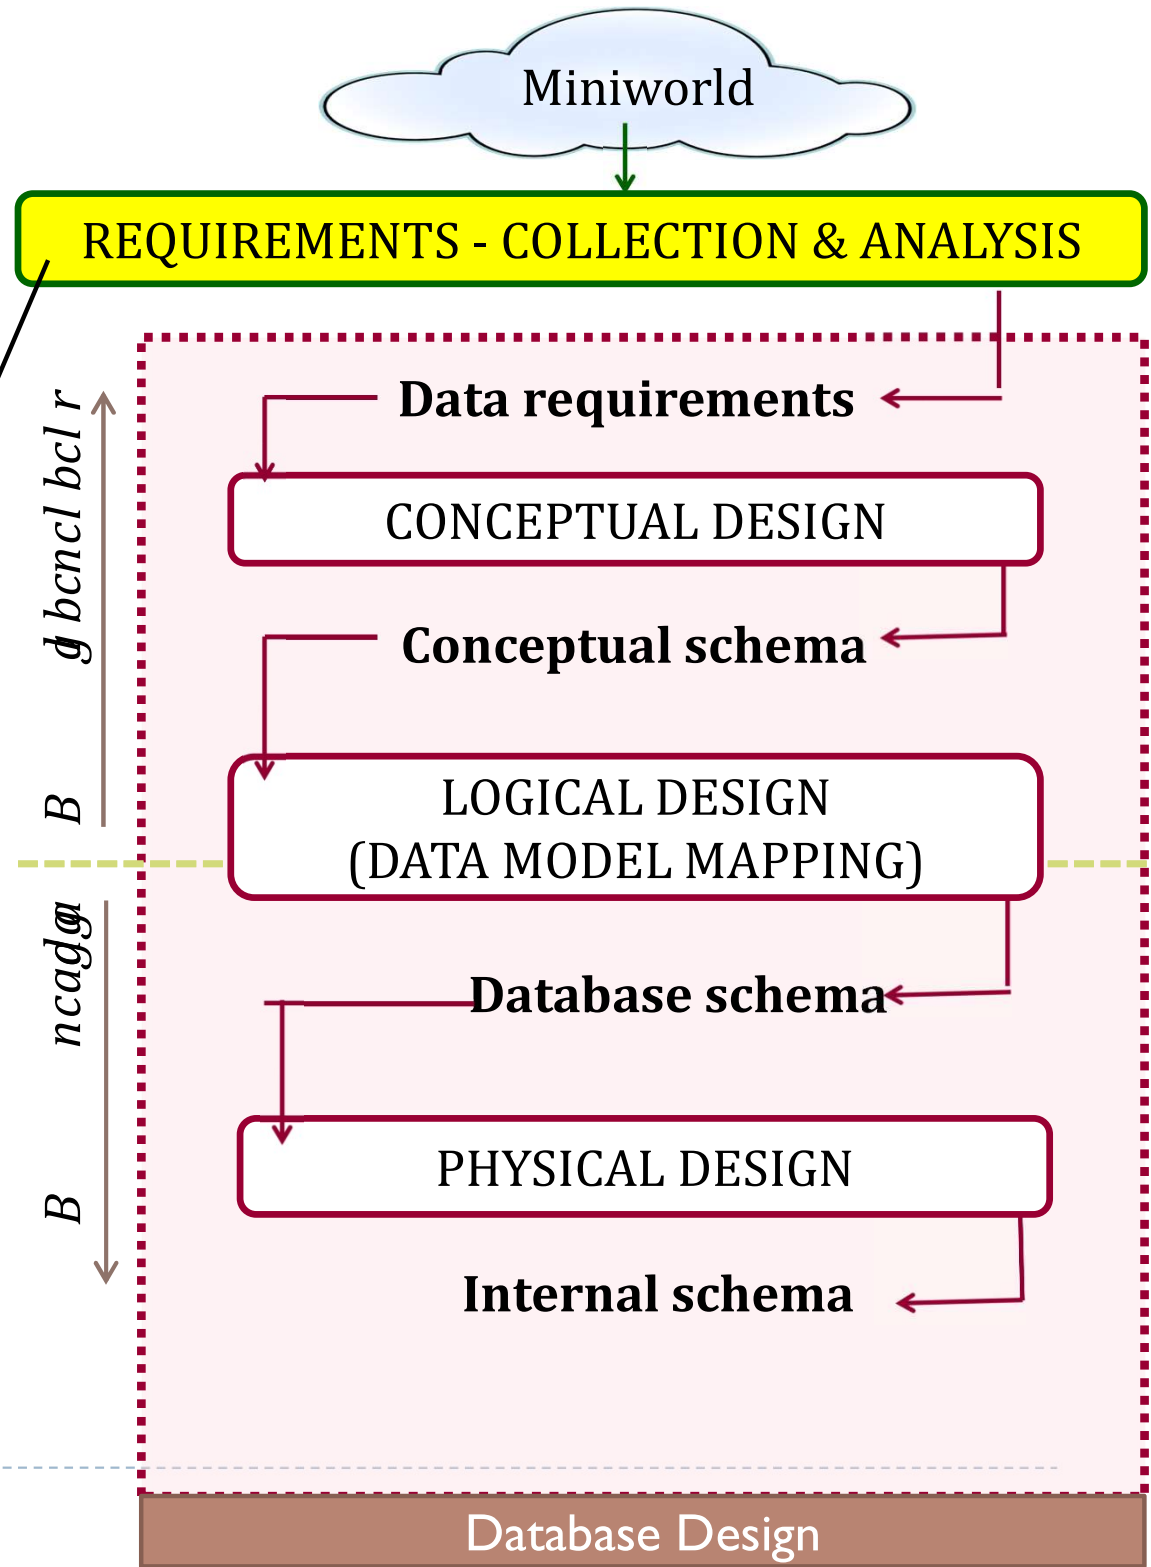 Miniworld
REQUIREMENTS - COLLECTION & ANALYSIS
Data requirements
CONCEPTUAL DESIGN
Conceptual schema
LOGICAL DESIGN
(DATA MODEL MAPPING)
Database schema
PHYSICAL DESIGN
Internal schema
Database Design